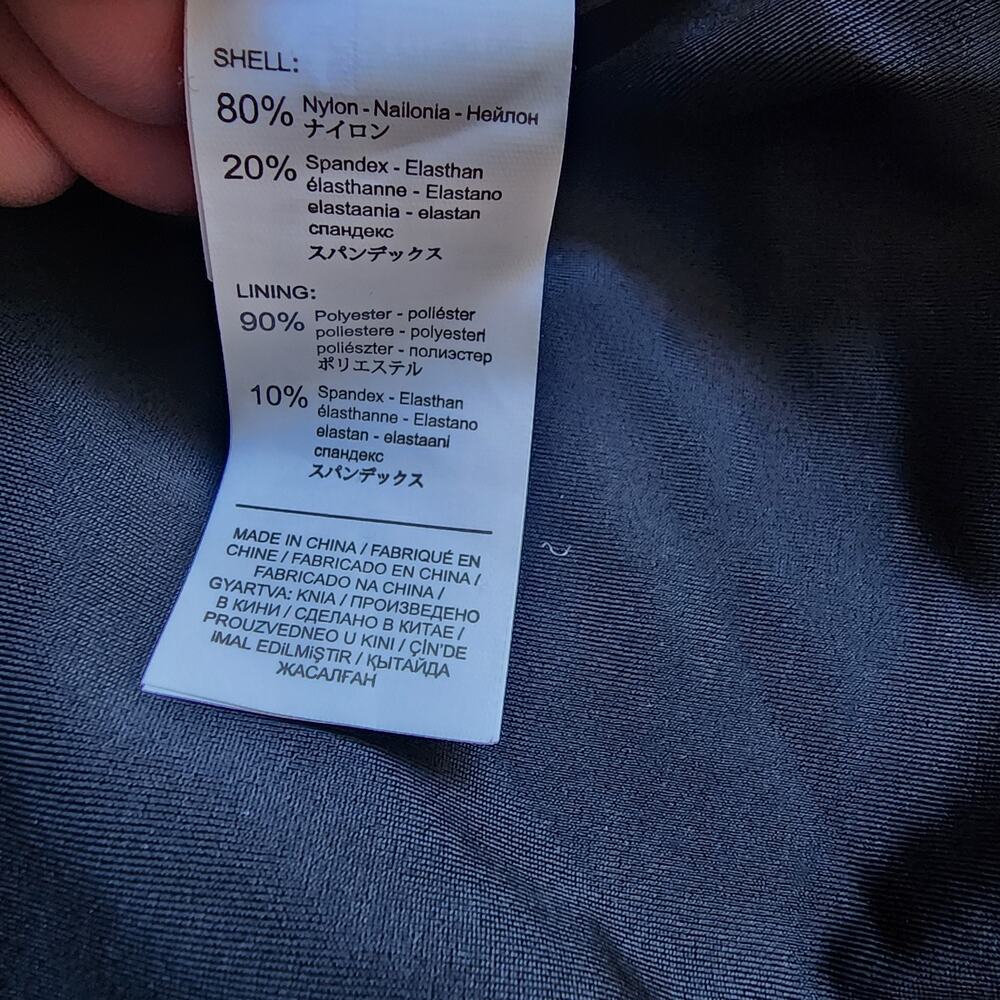 SHELL:
80% Nylon - Nailonia - Нейлон
ナイロン
20% Spandex - Elasthan
élasthanne - Elastano
elastaania - elastan
спандекс
スパンデックス
LINING:
90% Polyester - poliéster
poliestere - polyesteri
poliészter - полиэстер
ポリエステル
10% Spandex - Elasthan
élasthanne - Elastano
elastan - elastaani
спандекс
スパンデックス
MADE IN CHINA / FABRIQUÉ EN
CHINE / FABRICADO EN CHINA /
FABRICADO NA CHINA /
GYARTVA: KNIA / ПРОИЗВЕДЕНО
В КИНИ / СДЕЛАНО В КИТАЕ /
PROUZVEDNEO U KINI / ÇİN'DE
IMAL EDİLMİŞTİR / ҚЫТАЙДА
ЖАСАЛҒАН